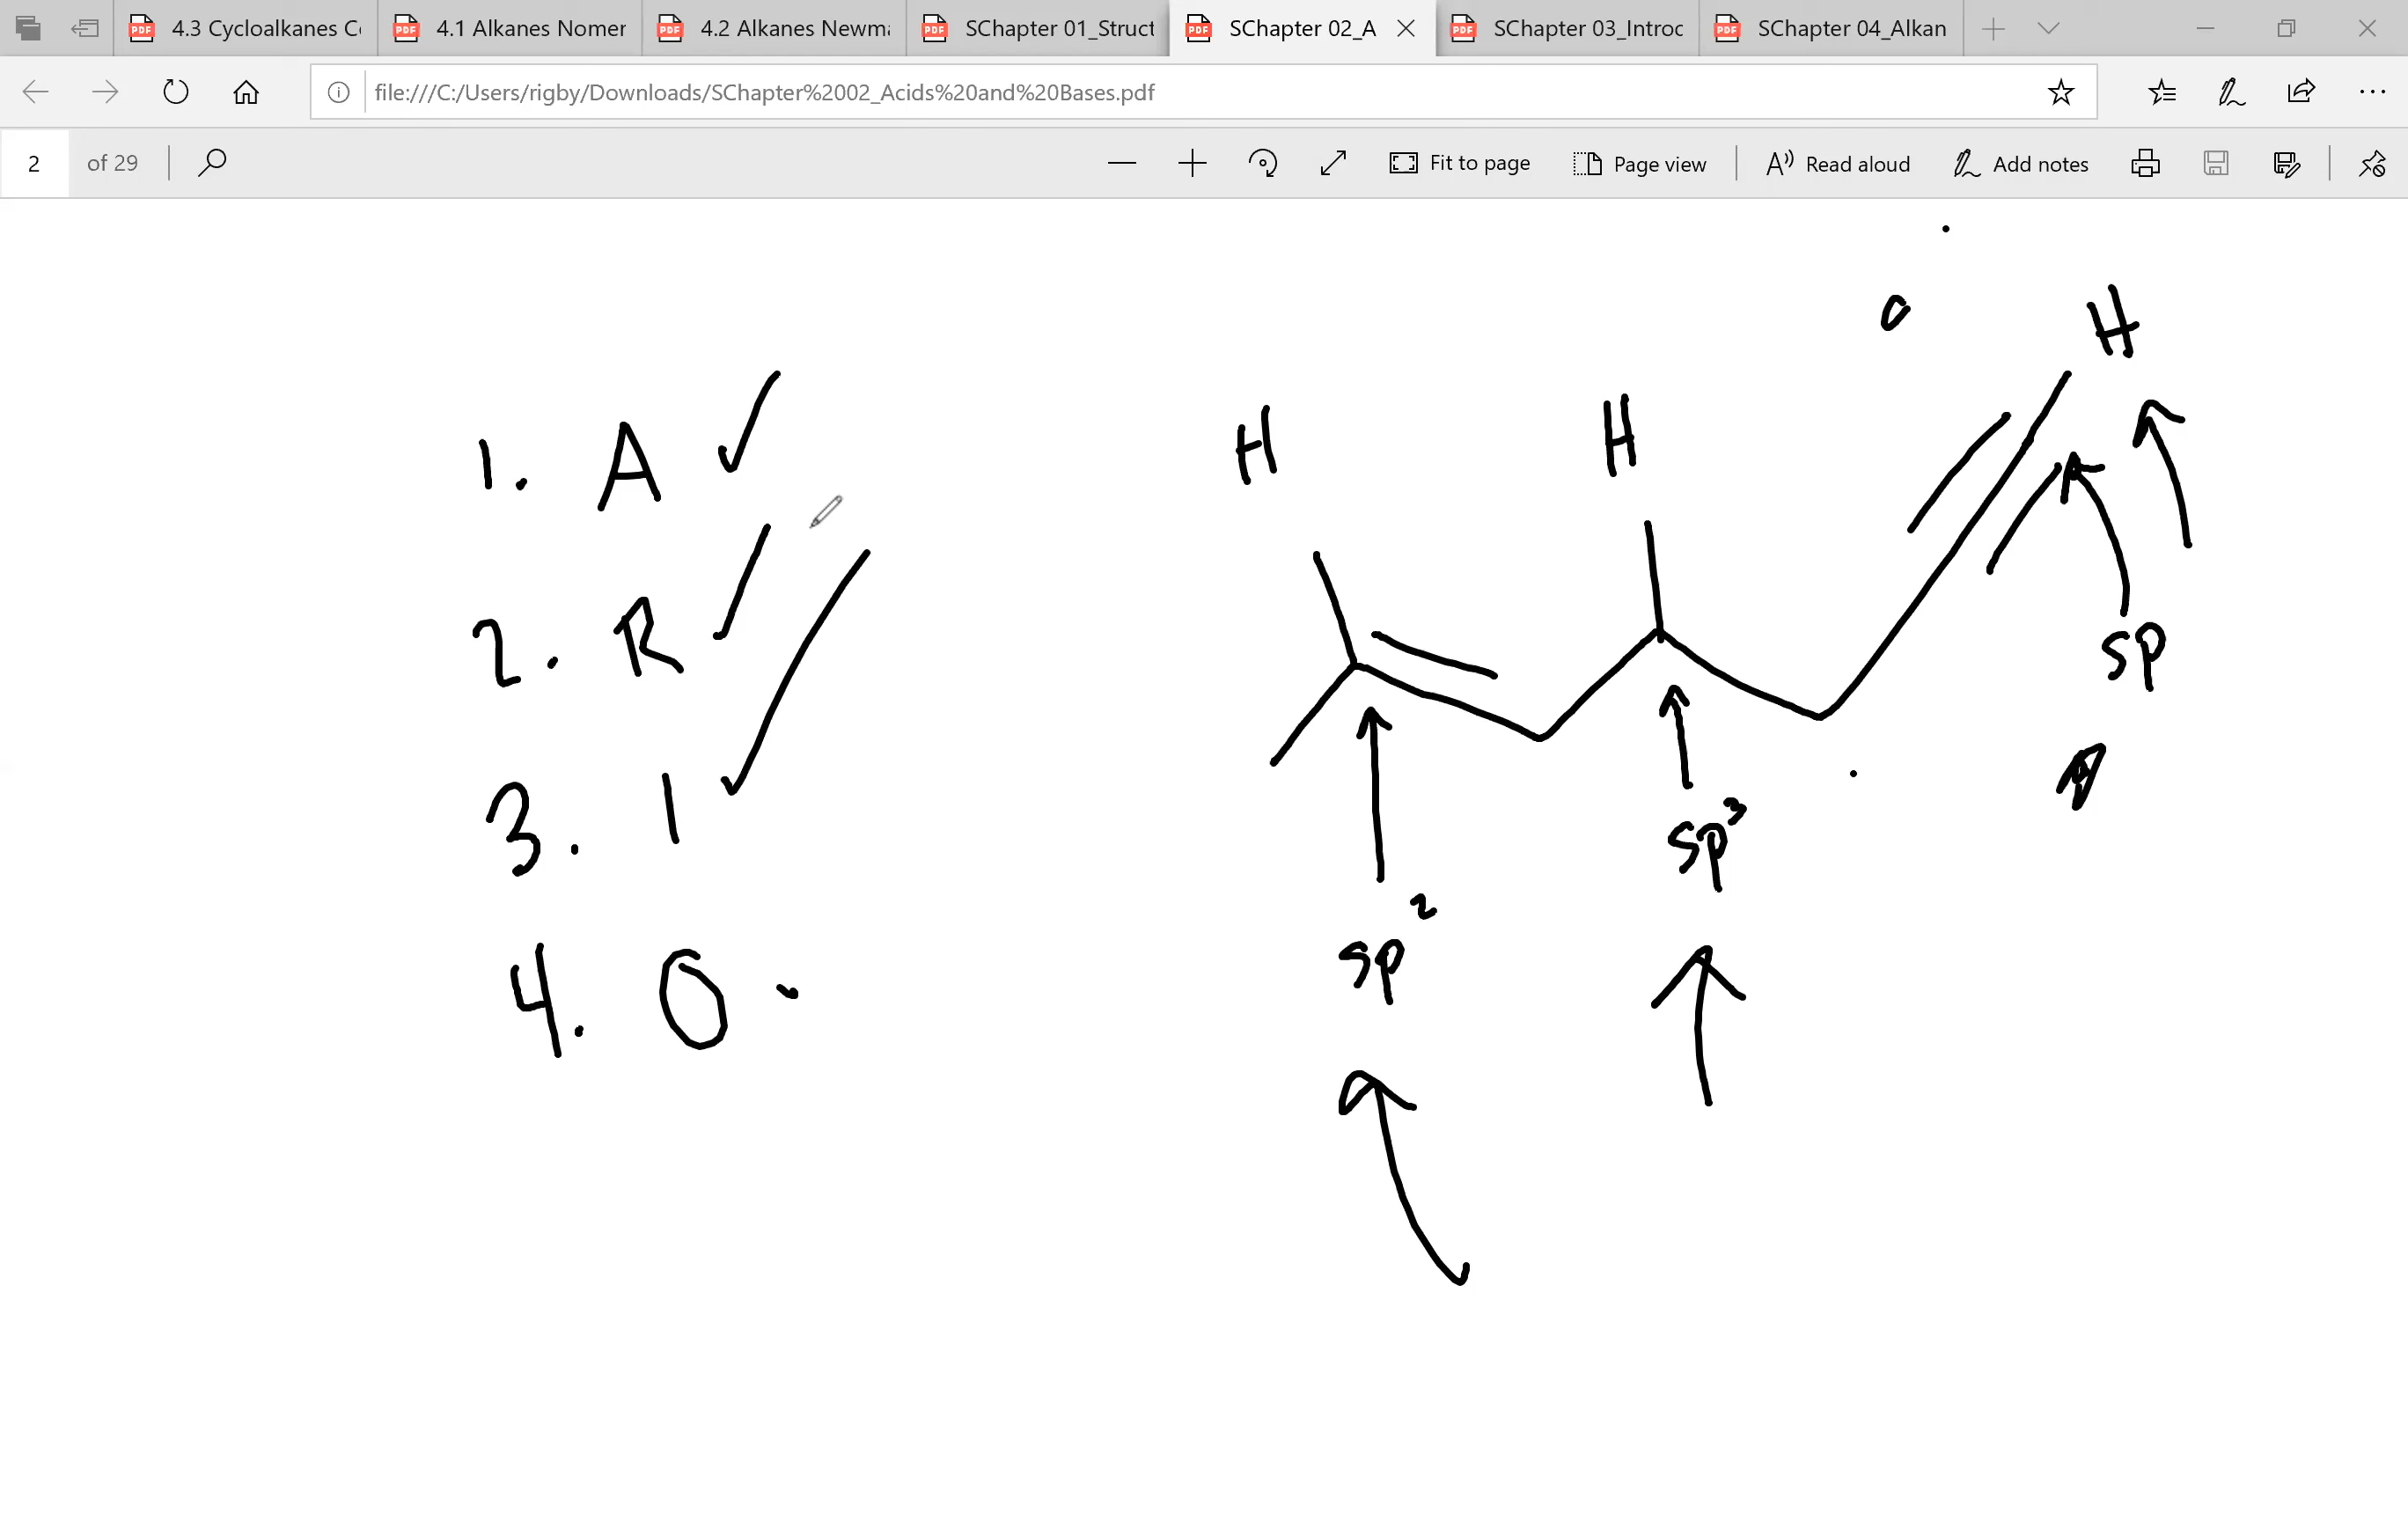 4.3 Cycloalkanes C
4.1 Alkanes Nomer
4.2 Alkanes Newm
SChapter 01_Struct
SChapter 02_A
SChapter 03_Introc
SChapter 04_Alkan
file:///C:/Users/rigby/Downloads/SChapter%2002_Acids%20and%20Bases.pdf
2 of 29
Fit to page
Page view
Read aloud
Add notes
1. A ✓
2. R ✓
3. I ✓
4. O
H
H
H
sp
sp³
sp²